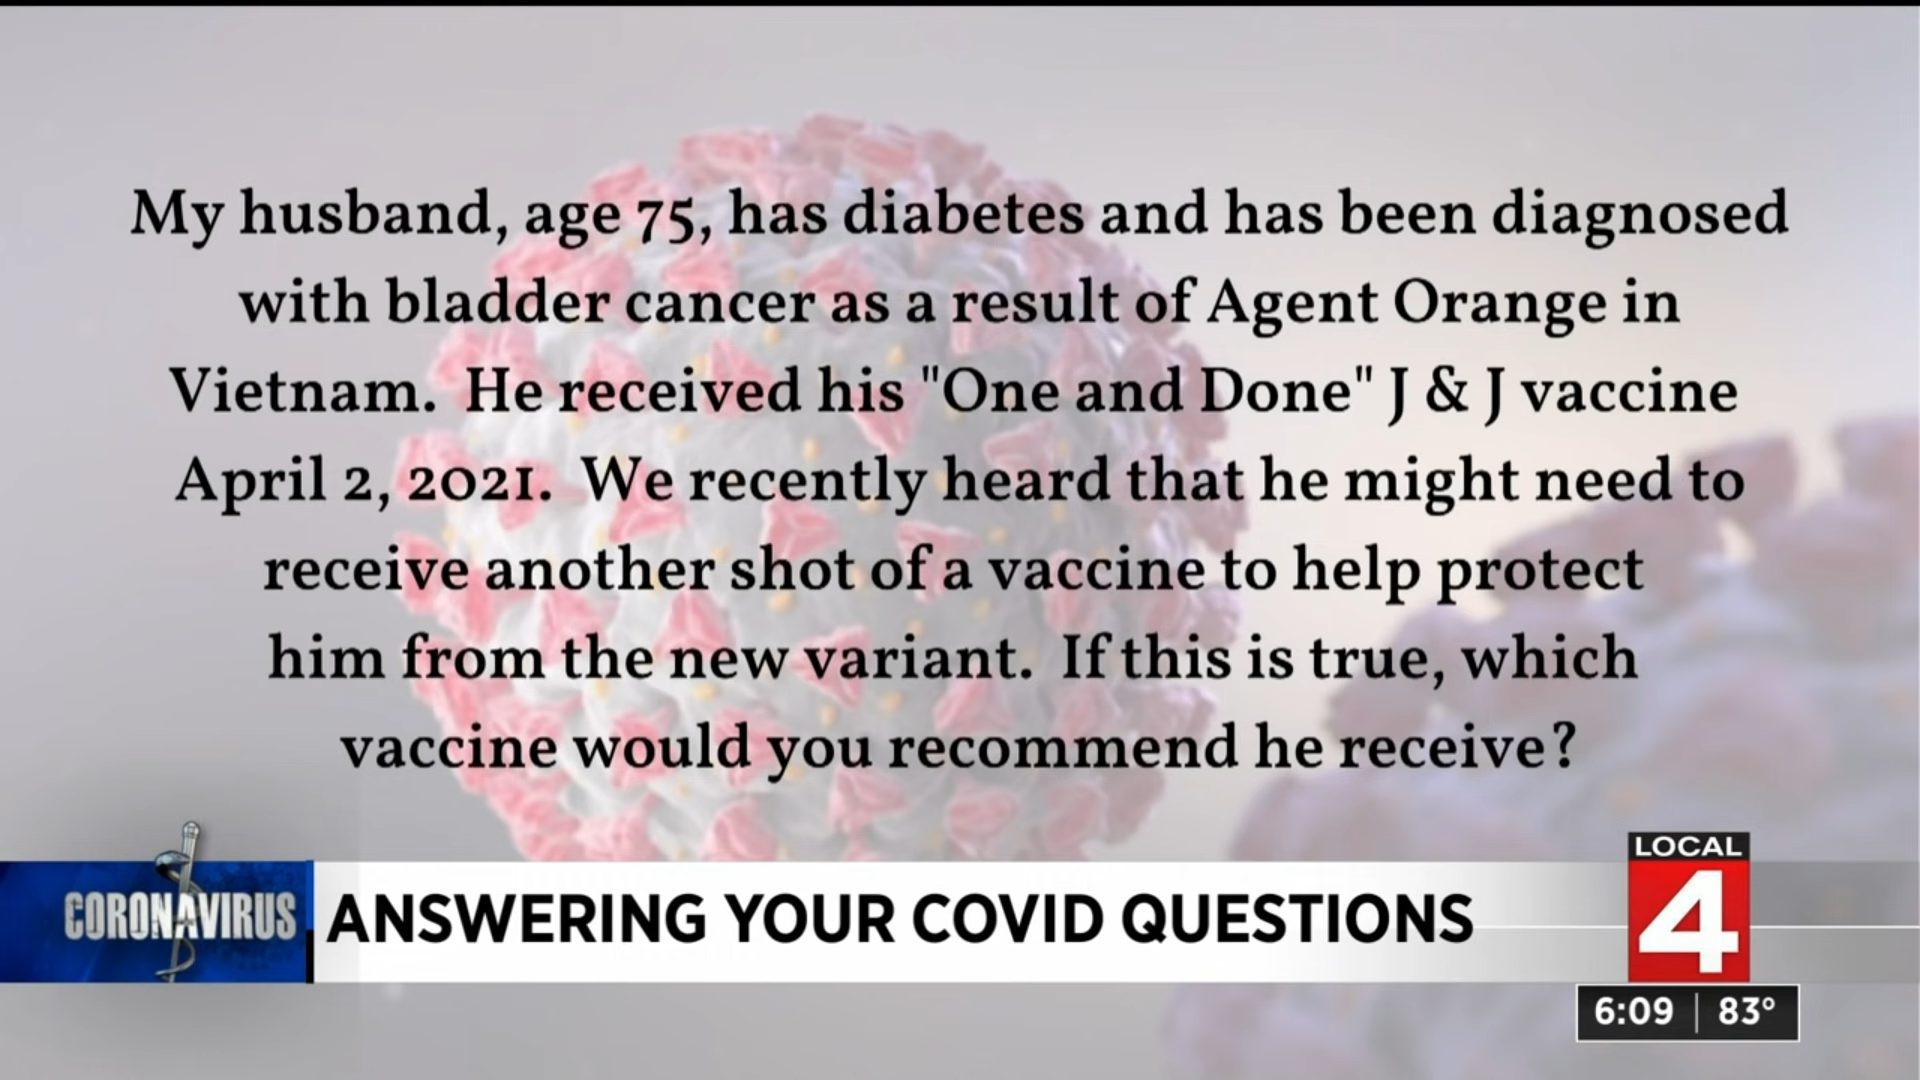 My husband, age 75, has diabetes and has been diagnosed
with bladder cancer as a result of Agent Orange in
Vietnam.  He received his "One and Done" J & J vaccine
April 2, 2021.  We recently heard that he might need to
receive another shot of a vaccine to help protect
him from the new variant.  If this is true, which
vaccine would you recommend he receive?
CORONAVIRUS
ANSWERING YOUR COVID QUESTIONS
LOCAL
4
6:09 | 83°